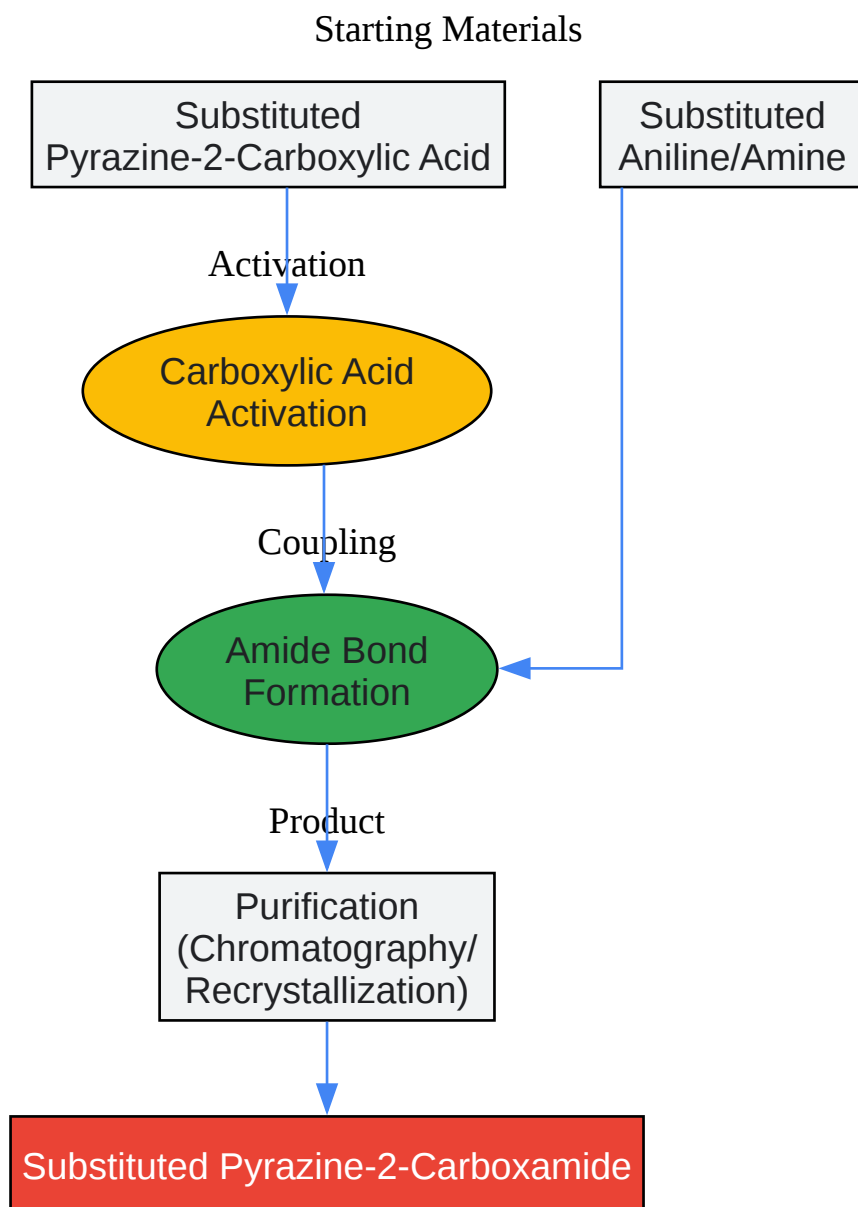 Starting Materials
Substituted
Pyrazine-2-Carboxylic Acid
Substituted
Aniline/Amine
Activation
Carboxylic Acid
Activation
Coupling
Amide Bond
Formation
Product
Purification
(Chromatography/
Recrystallization)
Substituted Pyrazine-2-Carboxamide